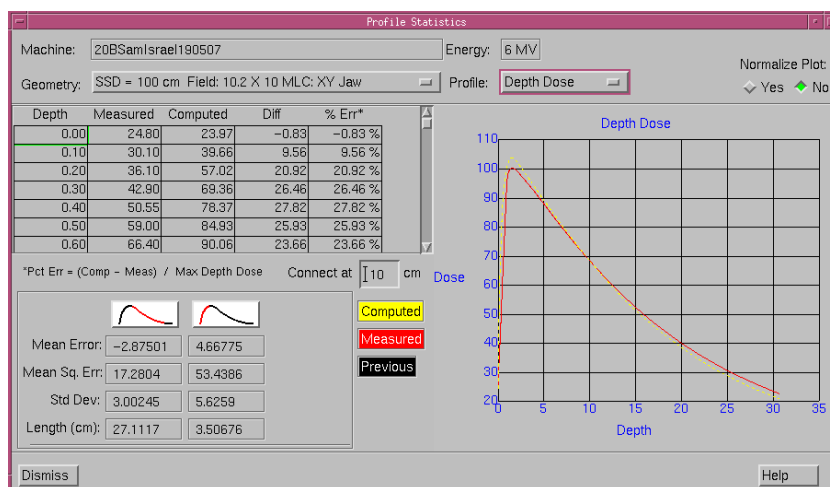 Profile Statistics
Machine: 20BSamIsrael190507 Energy: 6 MV
Normalize Plot:
Geometry: SSD = 100 cm Field: 10.2 X 10 MLC: XY Jaw Profile: Depth Dose
Yes No
Depth Measured Computed Diff % Err*
0.00 24.80 23.97 -0.83 -0.83 %
0.10 30.10 39.66 9.56 9.56 %
0.20 36.10 57.02 20.92 20.92 %
0.30 42.90 69.36 26.46 26.46 %
0.40 50.55 78.37 27.82 27.82 %
0.50 59.00 84.93 25.93 25.93 %
0.60 66.40 90.06 23.66 23.66 %
*Pct Err = (Comp - Meas) / Max Depth Dose Connect at 10 cm
Computed
Measured
Previous
Mean Error: -2.87501 4.66775
Mean Sq. Err: 17.2804 53.4386
Std Dev: 3.00245 5.6259
Length (cm): 27.1117 3.50676
Depth Dose
Dose
110
100
90
80
70
60
50
40
30
20
0 5 10 15 20 25 30 35
Depth
Dismiss Help